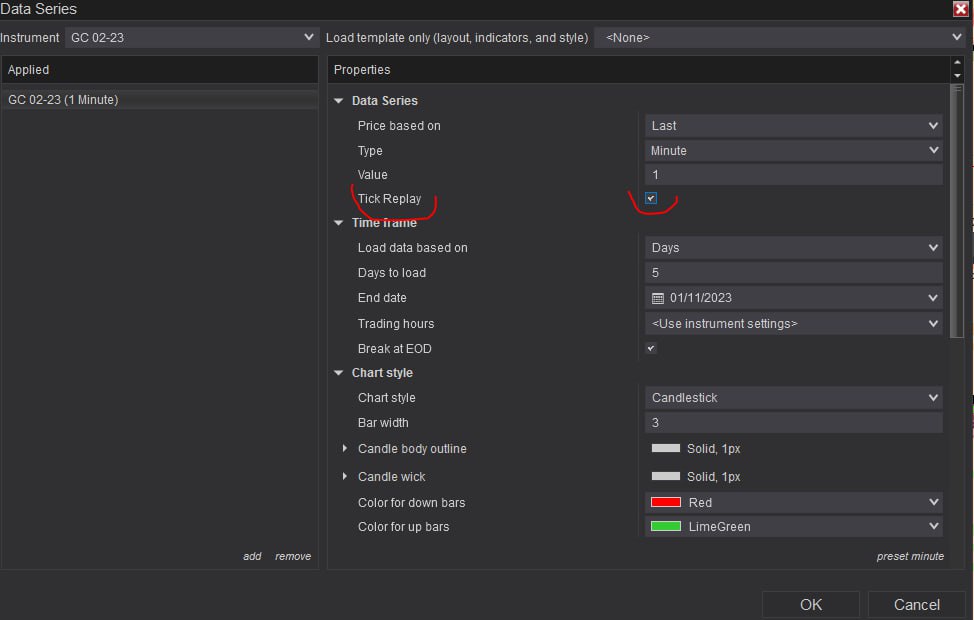 Data Series
Instrument GC 02-23 Load template only (layout, indicators, and style) <None>
Applied Properties
GC 02-23 (1 Minute)
Data Series
Price based on Last
Type Minute
Value 1
Tick Replay
Time frame
Load data based on Days
Days to load 5
End date 01/11/2023
Trading hours <Use instrument settings>
Break at EOD
Chart style
Chart style Candlestick
Bar width 3
Candle body outline Solid, 1px
Candle wick Solid, 1px
Color for down bars Red
Color for up bars LimeGreen
add remove preset minute
OK Cancel